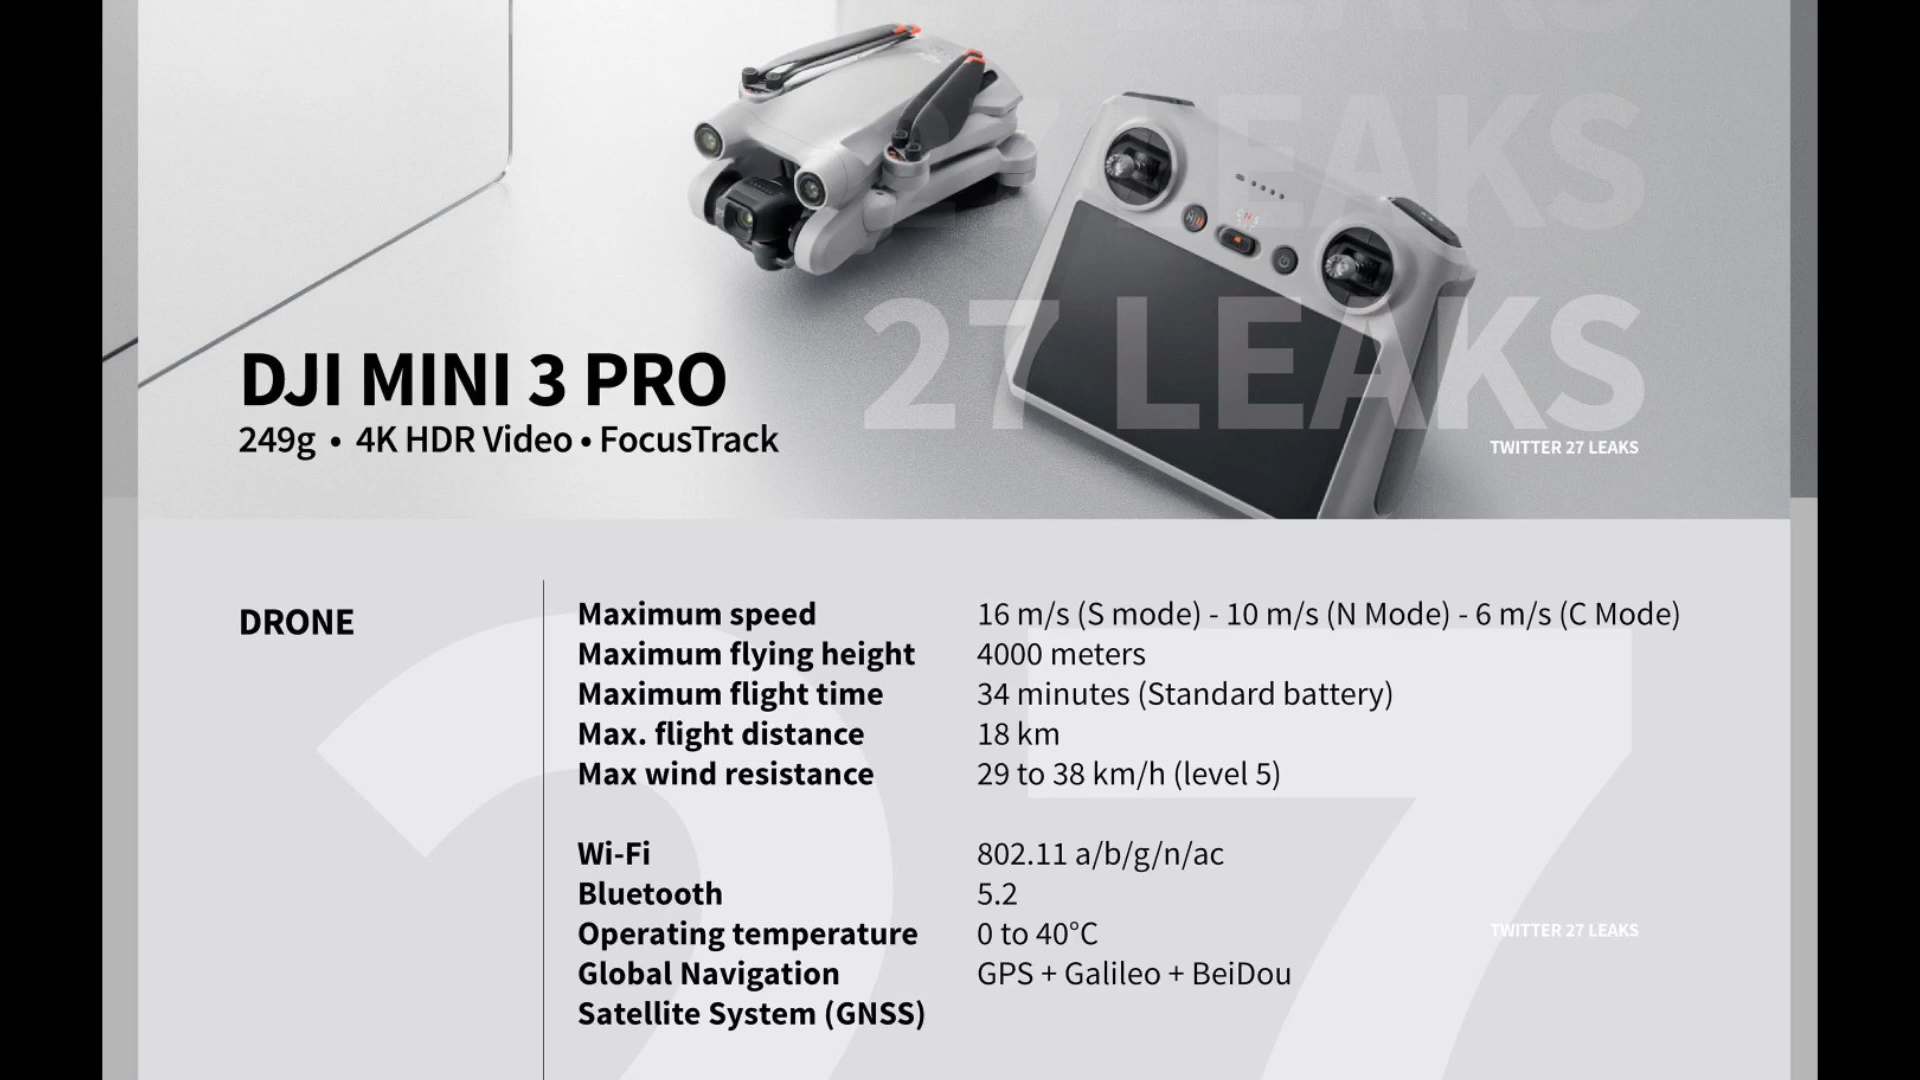 27 LEAKS
27 LEAKS
DJI MINI 3 PRO
249g • 4K HDR Video • FocusTrack
TWITTER 27 LEAKS
DRONE
Maximum speed 16 m/s (S mode) - 10 m/s (N Mode) - 6 m/s (C Mode)
Maximum flying height 4000 meters
Maximum flight time 34 minutes (Standard battery)
Max. flight distance 18 km
Max wind resistance 29 to 38 km/h (level 5)
Wi-Fi 802.11 a/b/g/n/ac
Bluetooth 5.2
Operating temperature 0 to 40°C
TWITTER 27 LEAKS
Global Navigation GPS + Galileo + BeiDou
Satellite System (GNSS)
27